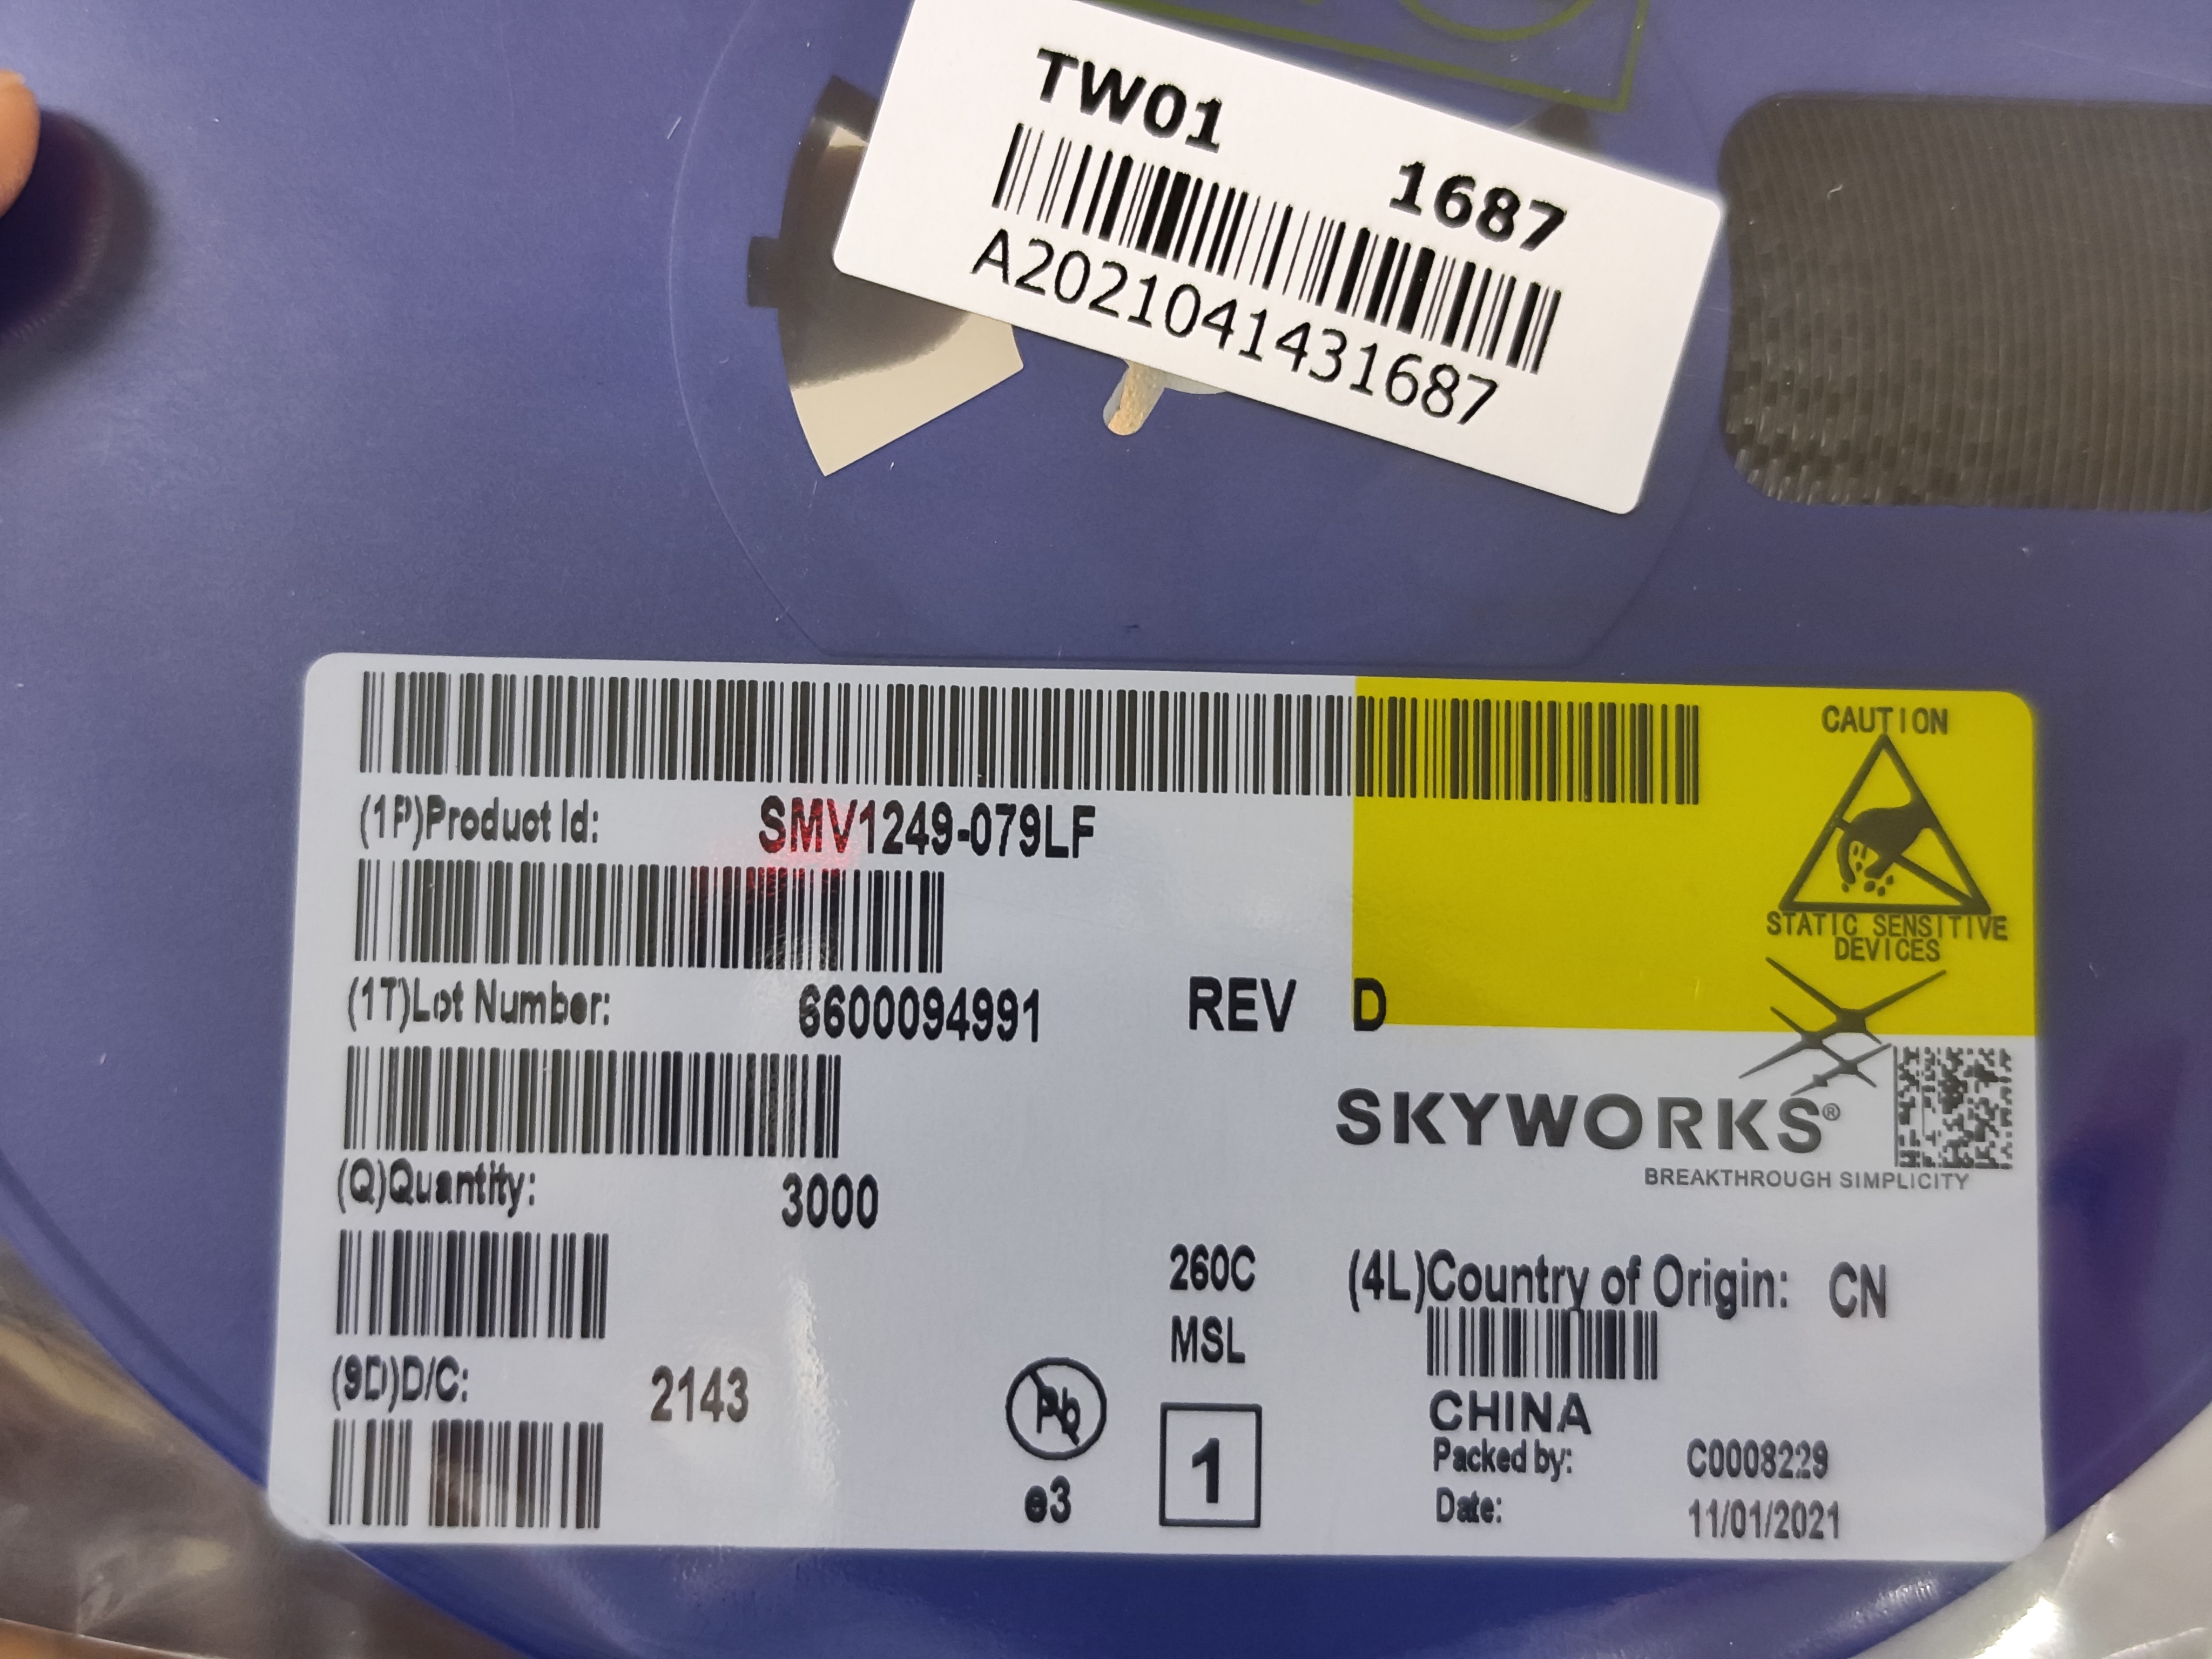 TW01
1687
A2021041431687
CAUTION
STATIC SENSITIVE
DEVICES
(1P)Product Id: SMV1249-079LF
(1T)Lot Number: 6600094991 REV D
SKYWORKS®
BREAKTHROUGH SIMPLICITY
(Q)Quantity: 3000
260C
MSL
1
(4L)Country of Origin: CN
CHINA
(9D)D/C: 2143
Pb
e3
Packed by: C0008229
Date: 11/01/2021